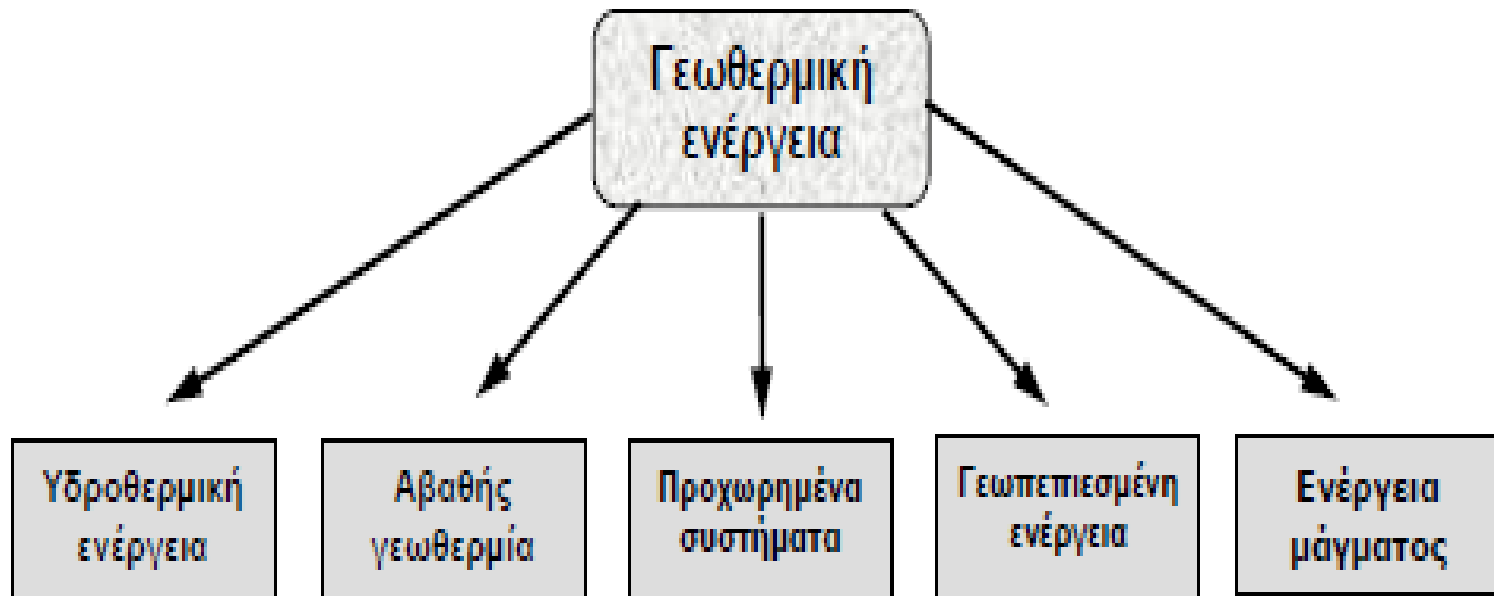 Γεωθερμική
ενέργεια
Υδροθερμική
ενέργεια
Αβαθής
γεωθερμία
Προχωρημένα
συστήματα
Γεωπεπιεσμένη
ενέργεια
Ενέργεια
μάγματος